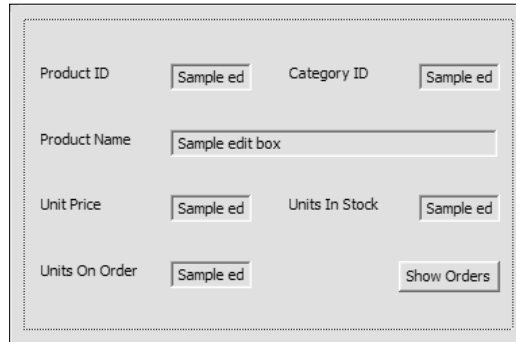 Product ID Sample ed Category ID Sample ed
Product Name Sample edit box
Unit Price Sample ed Units In Stock Sample ed
Units On Order Sample ed Show Orders